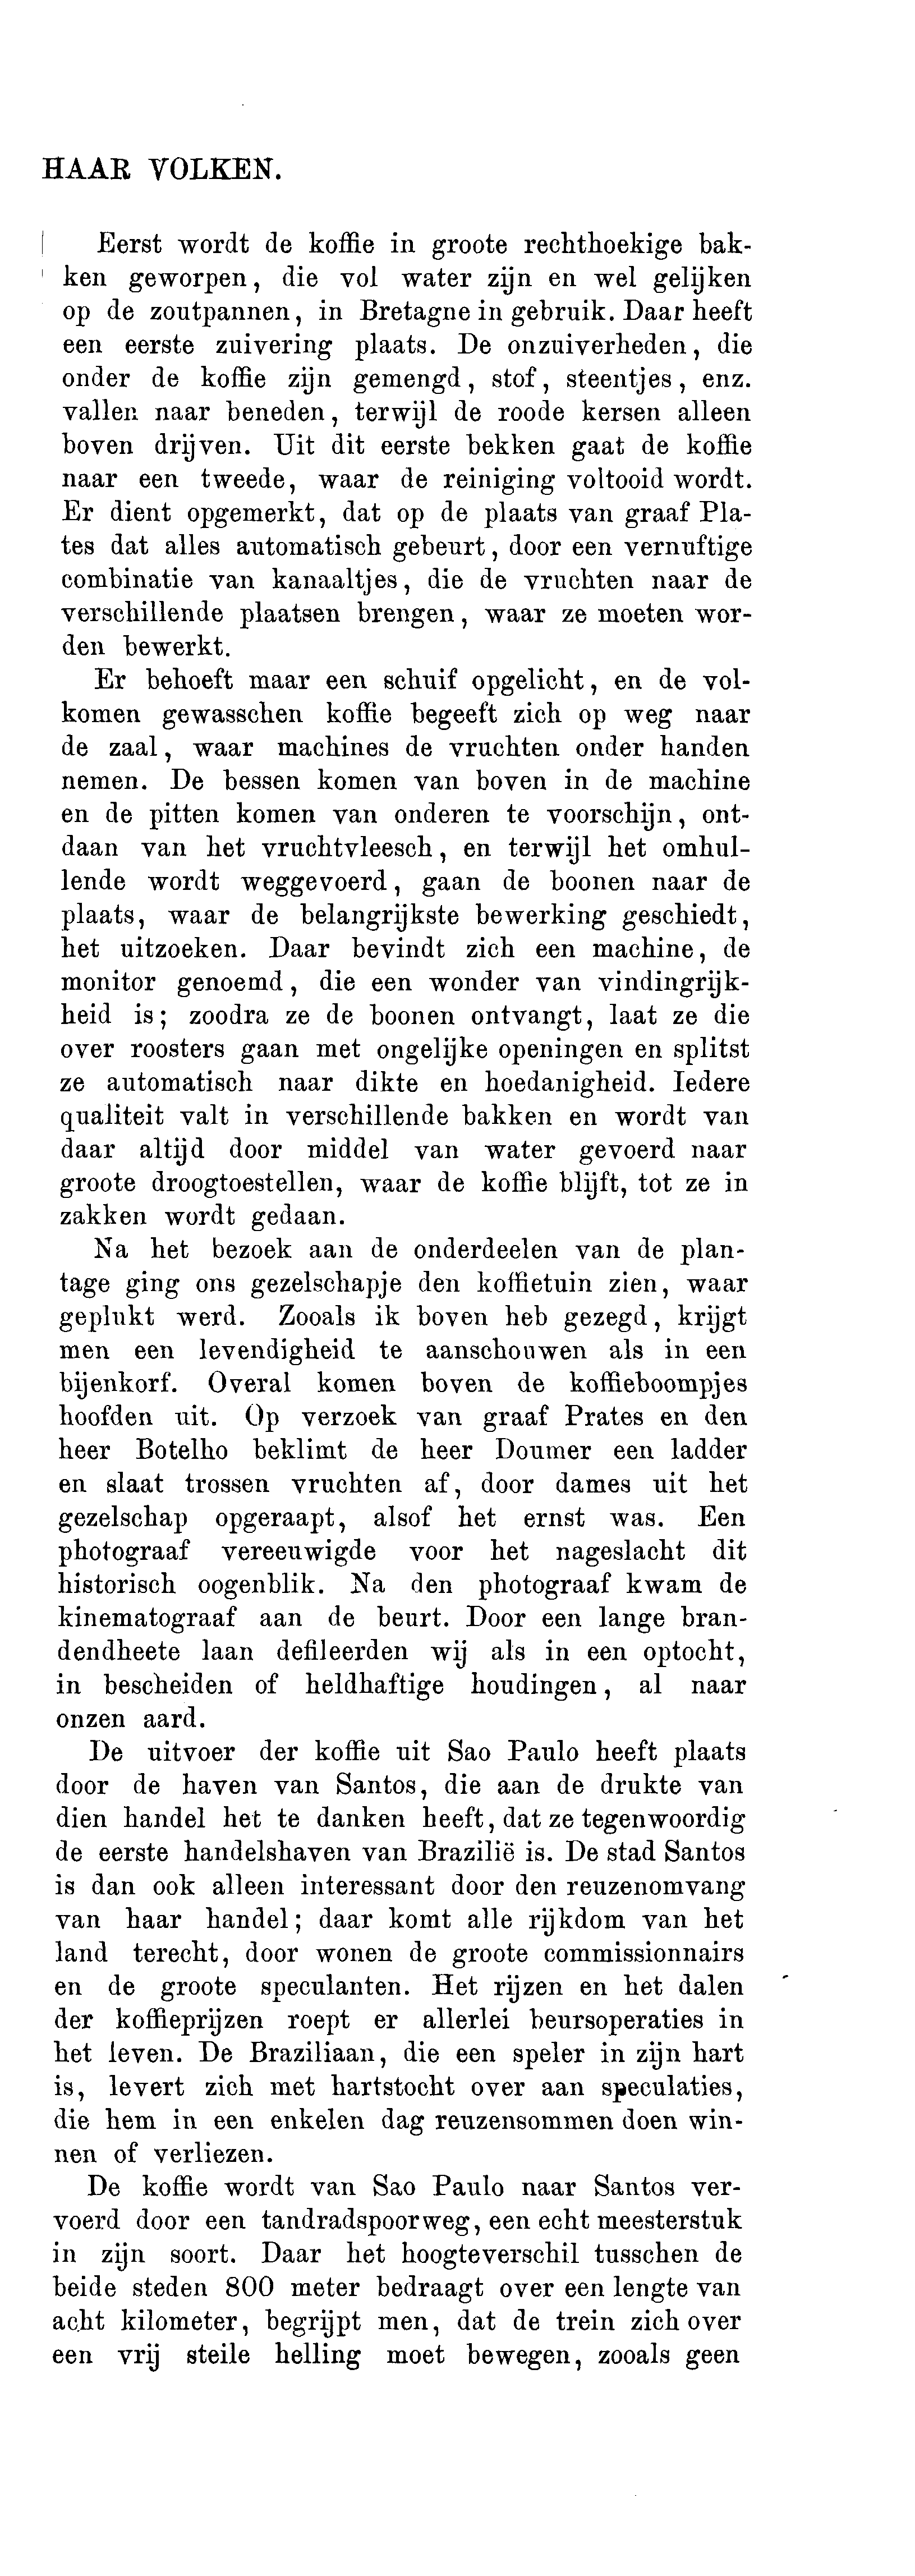 HAAR VOLKEN.
Eerst wordt de koffie in groote rechthoekige bak-
ken geworpen, die vol water zijn en wel gelijken
op de zoutpannen, in Bretagne in gebruik. Daar heeft
een eerste zuivering plaats. De onzuiverheden, die
onder de koffie zijn gemengd, stof, steentjes, enz.
vallen naar beneden, terwijl de roode kersen alleen
boven drijven. Uit dit eerste bekken gaat de koffie
naar een tweede, waar de reiniging voltooid wordt.
Er dient opgemerkt, dat op de plaats van graaf Pla-
tes dat alles automatisch gebeurt, door een vernuftige
combinatie van kanaaltjes, die de vruchten naar de
verschillende plaatsen brengen, waar ze moeten wor-
den bewerkt.
Er behoeft maar een schuif opgelicht, en de vol-
komen gewasschen koffie begeeft zich op weg naar
de zaal, waar machines de vruchten onder handen
nemen. De bessen komen van boven in de machine
en de pitten komen van onderen te voorschijn, ont-
daan van het vruchtvleesch, en terwijl het omhul-
lende wordt weggevoerd, gaan de boonen naar de
plaats, waar de belangrijkste bewerking geschiedt,
het uitzoeken. Daar bevindt zich een machine, de
monitor genoemd, die een wonder van vindingrijk-
heid is; zoodra ze de boonen ontvangt, laat ze die
over roosters gaan met ongelijke openingen en splitst
ze automatisch naar dikte en hoedanigheid. Iedere
qualiteit valt in verschillende bakken en wordt van
daar altijd door middel van water gevoerd naar
groote droogtoestellen, waar de koffie blijft, tot ze in
zakken wordt gedaan.
Na het bezoek aan de onderdeelen van de plan-
tage ging ons gezelschapje den koffietuin zien, waar
geplukt werd. Zooals ik boven heb gezegd, krijgt
men een levendigheid te aanschouwen als in een
bijenkorf. Overal komen boven de koffieboompjes
hoofden uit. Op verzoek van graaf Prates en den
heer Botelho beklimt de heer Doumer een ladder
en slaat trossen vruchten af, door dames uit het
gezelschap opgeraapt, alsof het ernst was. Een
photograaf vereeuwigde voor het nageslacht dit
historisch oogenblik. Na den photograaf kwam de
kinematograaf aan de beurt. Door een lange bran-
dendheete laan defileerden wij als in een optocht,
in bescheiden of heldhaftige houdingen, al naar
onzen aard.
De uitvoer der koffie uit Sao Paulo heeft plaats
door de haven van Santos, die aan de drukte van
dien handel het te danken heeft, dat ze tegenwoordig
de eerste handelshaven van Brazilië is. De stad Santos
is dan ook alleen interessant door den reuzenomvang
van haar handel; daar komt alle rijkdom van het
land terecht, door wonen de groote commissionnairs
en de groote speculanten. Het rijzen en het dalen
der koffieprijzen roept er allerlei beursoperaties in
het leven. De Braziliaan, die een speler in zijn hart
is, levert zich met hartstocht over aan speculaties,
die hem in een enkelen dag reuzensommen doen win-
nen of verliezen.
De koffie wordt van Sao Paulo naar Santos ver-
voerd door een tandradspoorweg, een echt meesterstuk
in zijn soort. Daar het hoogteverschil tusschen de
beide steden 800 meter bedraagt over een lengte van
acht kilometer, begrijpt men, dat de trein zich over
een vrij steile helling moet bewegen, zooals geen